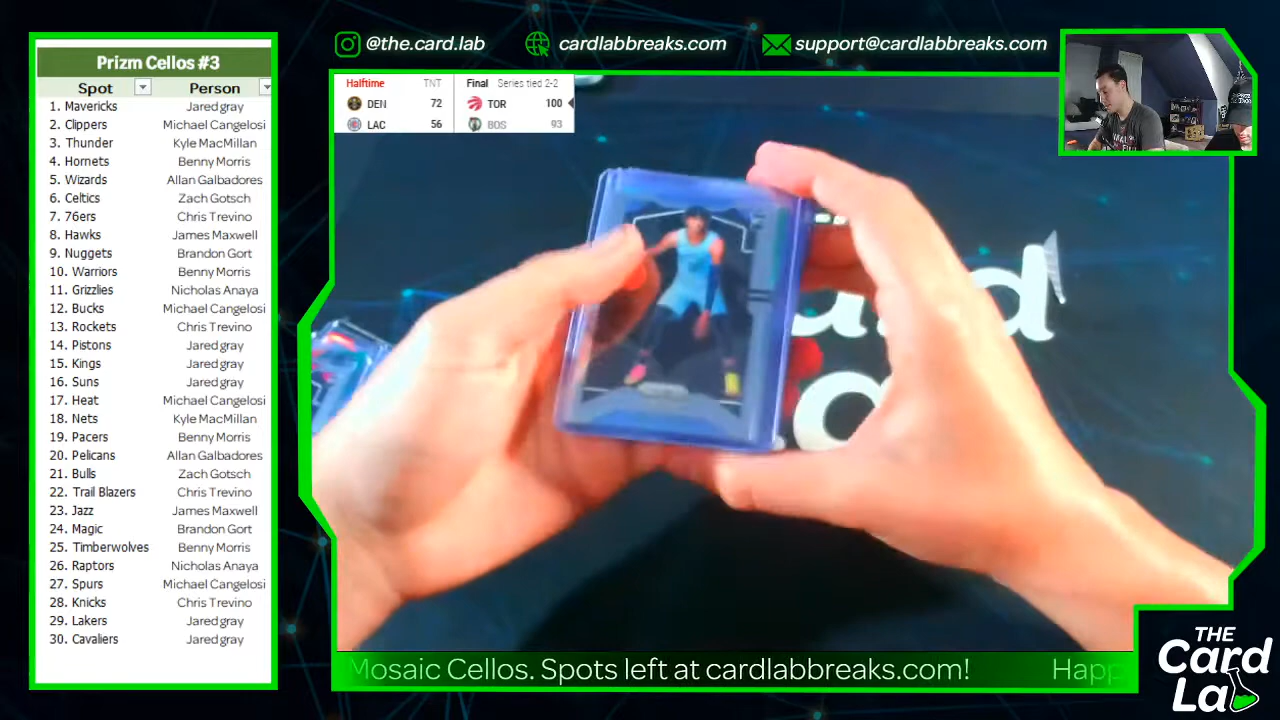 @the.card.lab
cardlabbreaks.com
support@cardlabbreaks.com
Prizm Cellos #3
Spot Person
1. Mavericks Jared gray
2. Clippers Michael Cangelosi
3. Thunder Kyle MacMillan
4. Hornets Benny Morris
5. Wizards Allan Galbadores
6. Celtics Zach Gotsch
7. 76ers Chris Trevino
8. Hawks James Maxwell
9. Nuggets Brandon Gort
10. Warriors Benny Morris
11. Grizzlies Nicholas Anaya
12. Bucks Michael Cangelosi
13. Rockets Chris Trevino
14. Pistons Jared gray
15. Kings Jared gray
16. Suns Jared gray
17. Heat Michael Cangelosi
18. Nets Kyle MacMillan
19. Pacers Benny Morris
20. Pelicans Allan Galbadores
21. Bulls Zach Gotsch
22. Trail Blazers Chris Trevino
23. Jazz James Maxwell
24. Magic Brandon Gort
25. Timberwolves Benny Morris
26. Raptors Nicholas Anaya
27. Spurs Michael Cangelosi
28. Knicks Chris Trevino
29. Lakers Jared gray
30. Cavaliers Jared gray
Halftime TNT
DEN 72
LAC 56
Final Series tied 2-2
TOR 100
BOS 93
Mosaic Cellos. Spots left at cardlabbreaks.com! Happ
THE
Card
La